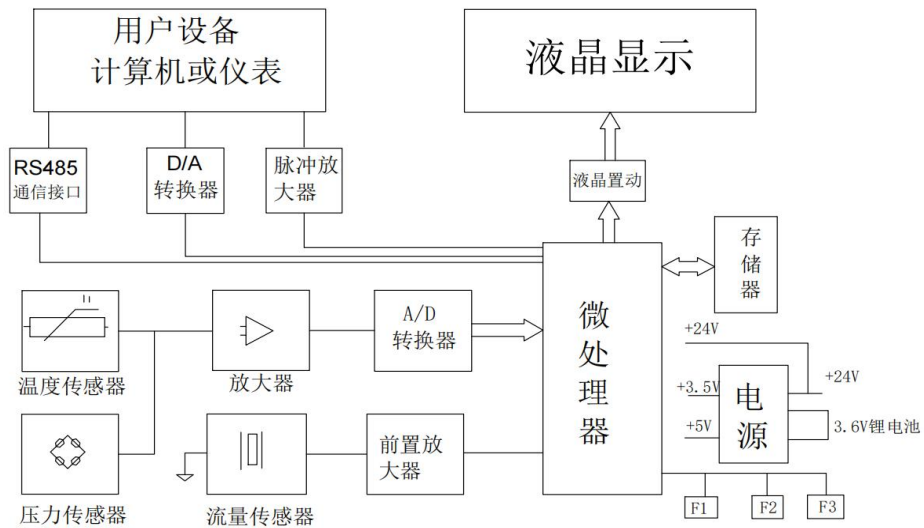 用户设备
计算机或仪表
液晶显示
RS485
通信接口
D/A
转换器
脉冲放
大器
液晶置动
存
储
器
微
处
理
器
A/D
转换器
温度传感器
放大器
+24V
+24V
+3.5V
+5V
电
源
3.6V锂电池
前置放
大器
压力传感器
流量传感器
F1
F2
F3